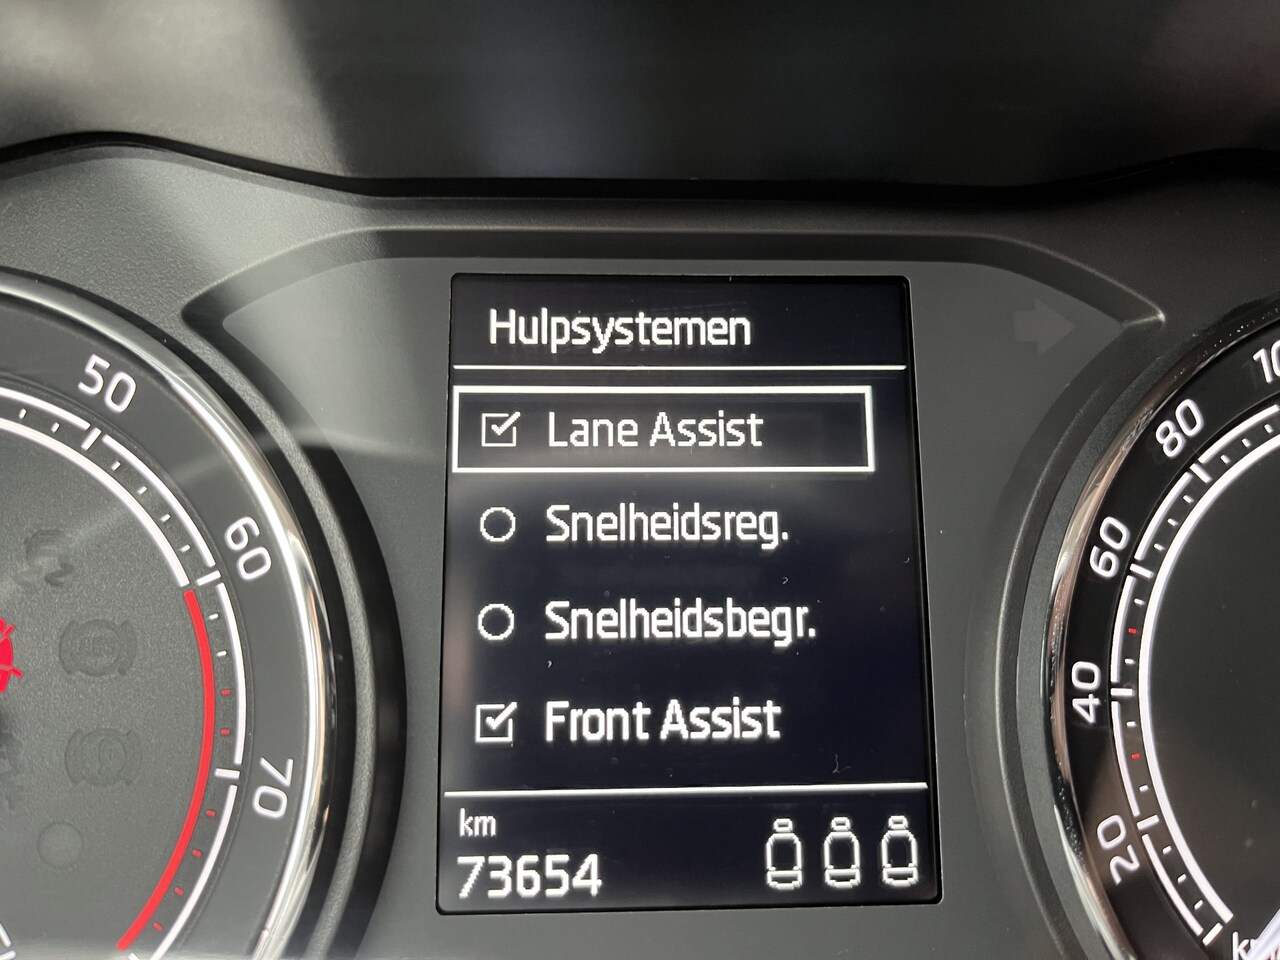 Hulpsystemen
Lane Assist
Snelheidsreg.
Snelheidsbegr.
Front Assist
km
73654
50
60
70
80
60
40
20